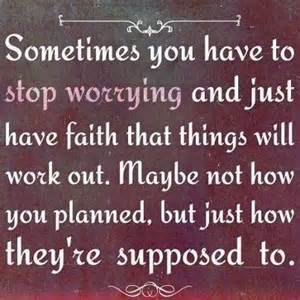 Sometimes you have to
stop worrying and just
have faith that things will
work out. Maybe not how
you planned, but just how
they're supposed to.